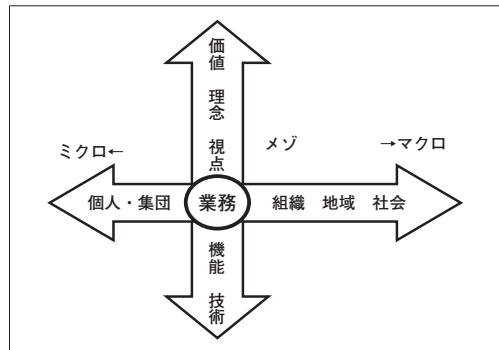 価値 理念 視点
メゾ
ミクロ←
→マクロ
個人・集団
業務
組織 地域 社会
機能 技術